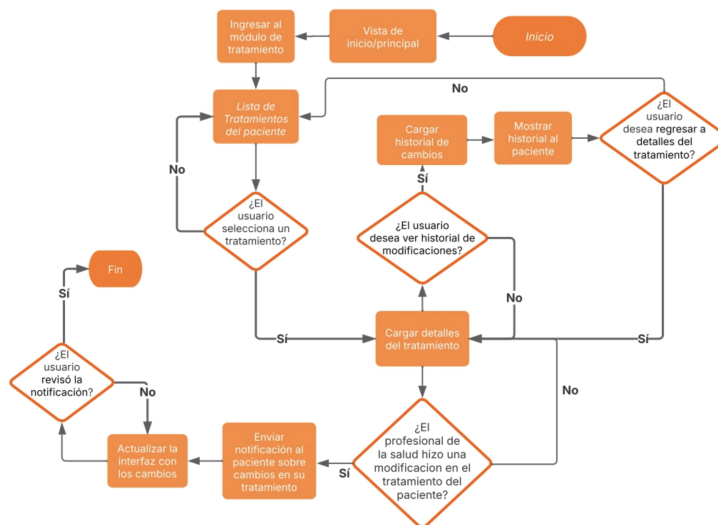 Ingresar al
módulo de
tratamiento
Vista de
inicio/principal
Inicio
No
¿El
usuario
desea regresar a
detalles del
tratamiento?
Lista de
Tratamientos
del paciente
Cargar
historial de
cambios
Mostrar
historial al
paciente
No
Sí
¿El
usuario
selecciona un
tratamiento?
¿El usuario
desea ver historial de
modificaciones?
Fin
Sí
No
Sí
Cargar detalles
del tratamiento
Sí
¿El
usuario
revisó la
notificación?
No
No
¿El
profesional de
la salud hizo una
modificacion en el
tratamiento del
paciente?
Sí
Enviar
notificación al
paciente sobre
cambios en su
tratamiento
Actualizar la
interfaz con
los cambios